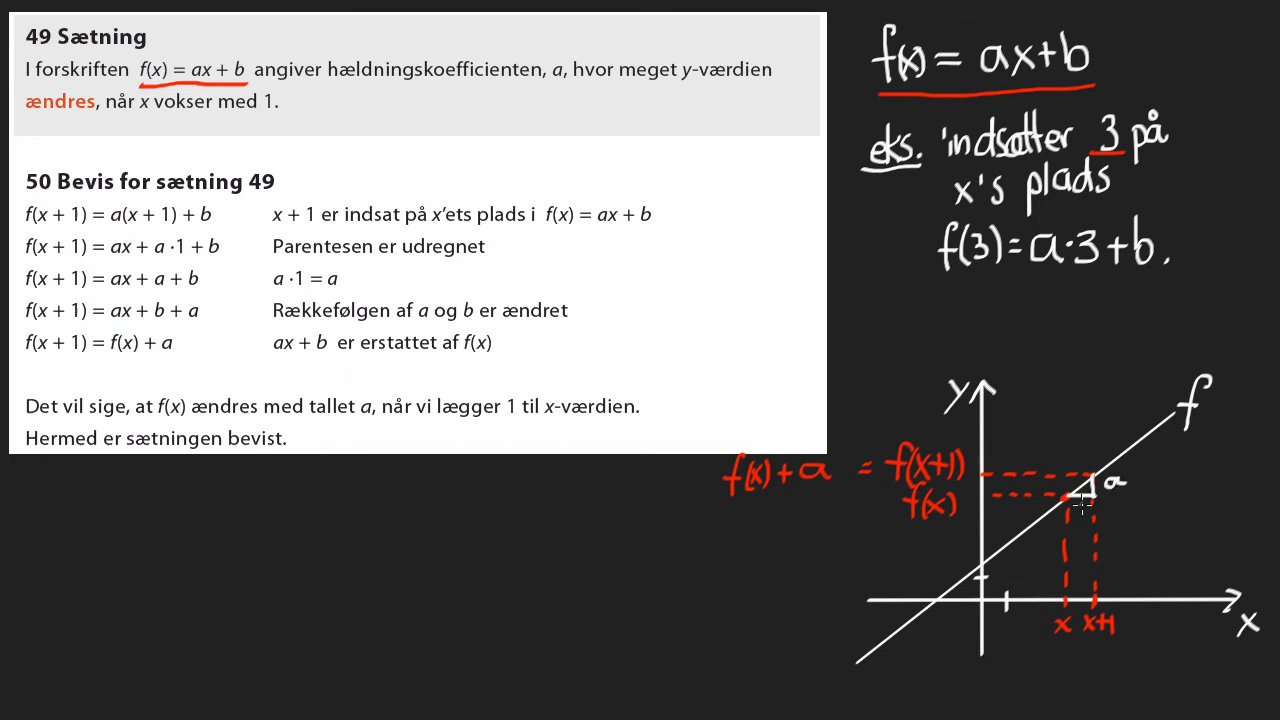 49 Sætning
I forskriften f(x) = ax + b angiver hældningskoefficienten, a, hvor meget y-værdien
ændres, når x vokser med 1.
50 Bevis for sætning 49
f(x + 1) = a(x + 1) + b x + 1 er indsat på x’ets plads i f(x) = ax + b
f(x + 1) = ax + a ·1 + b Parentesen er udregnet
f(x + 1) = ax + a + b a ·1 = a
f(x + 1) = ax + b + a Rækkefølgen af a og b er ændret
f(x + 1) = f(x) + a ax + b er erstattet af f(x)
Det vil sige, at f(x) ændres med tallet a, når vi lægger 1 til x-værdien.
Hermed er sætningen bevist.
f(x) = ax+b
eks. indsætter 3 på
x's plads
f(3) = a·3 + b.
y
f
f(x) + a = f(x+1)
a
f(x)
x x+1
x